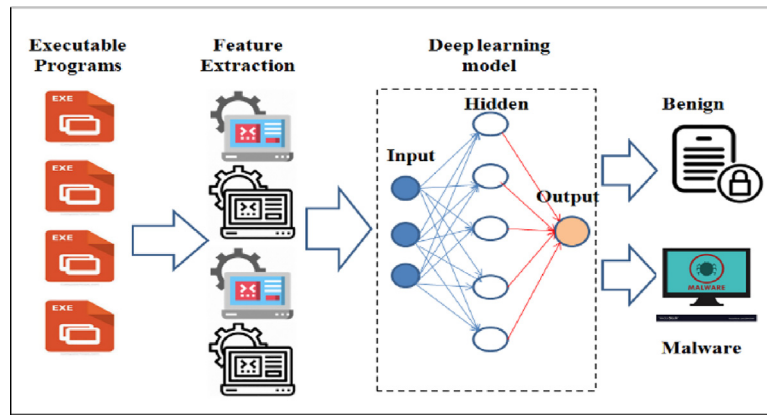 Executable
Programs
EXE
EXE
EXE
EXE
Feature
Extraction
Deep learning
model
Hidden
Input
Output
Benign
MALWARE
Malware